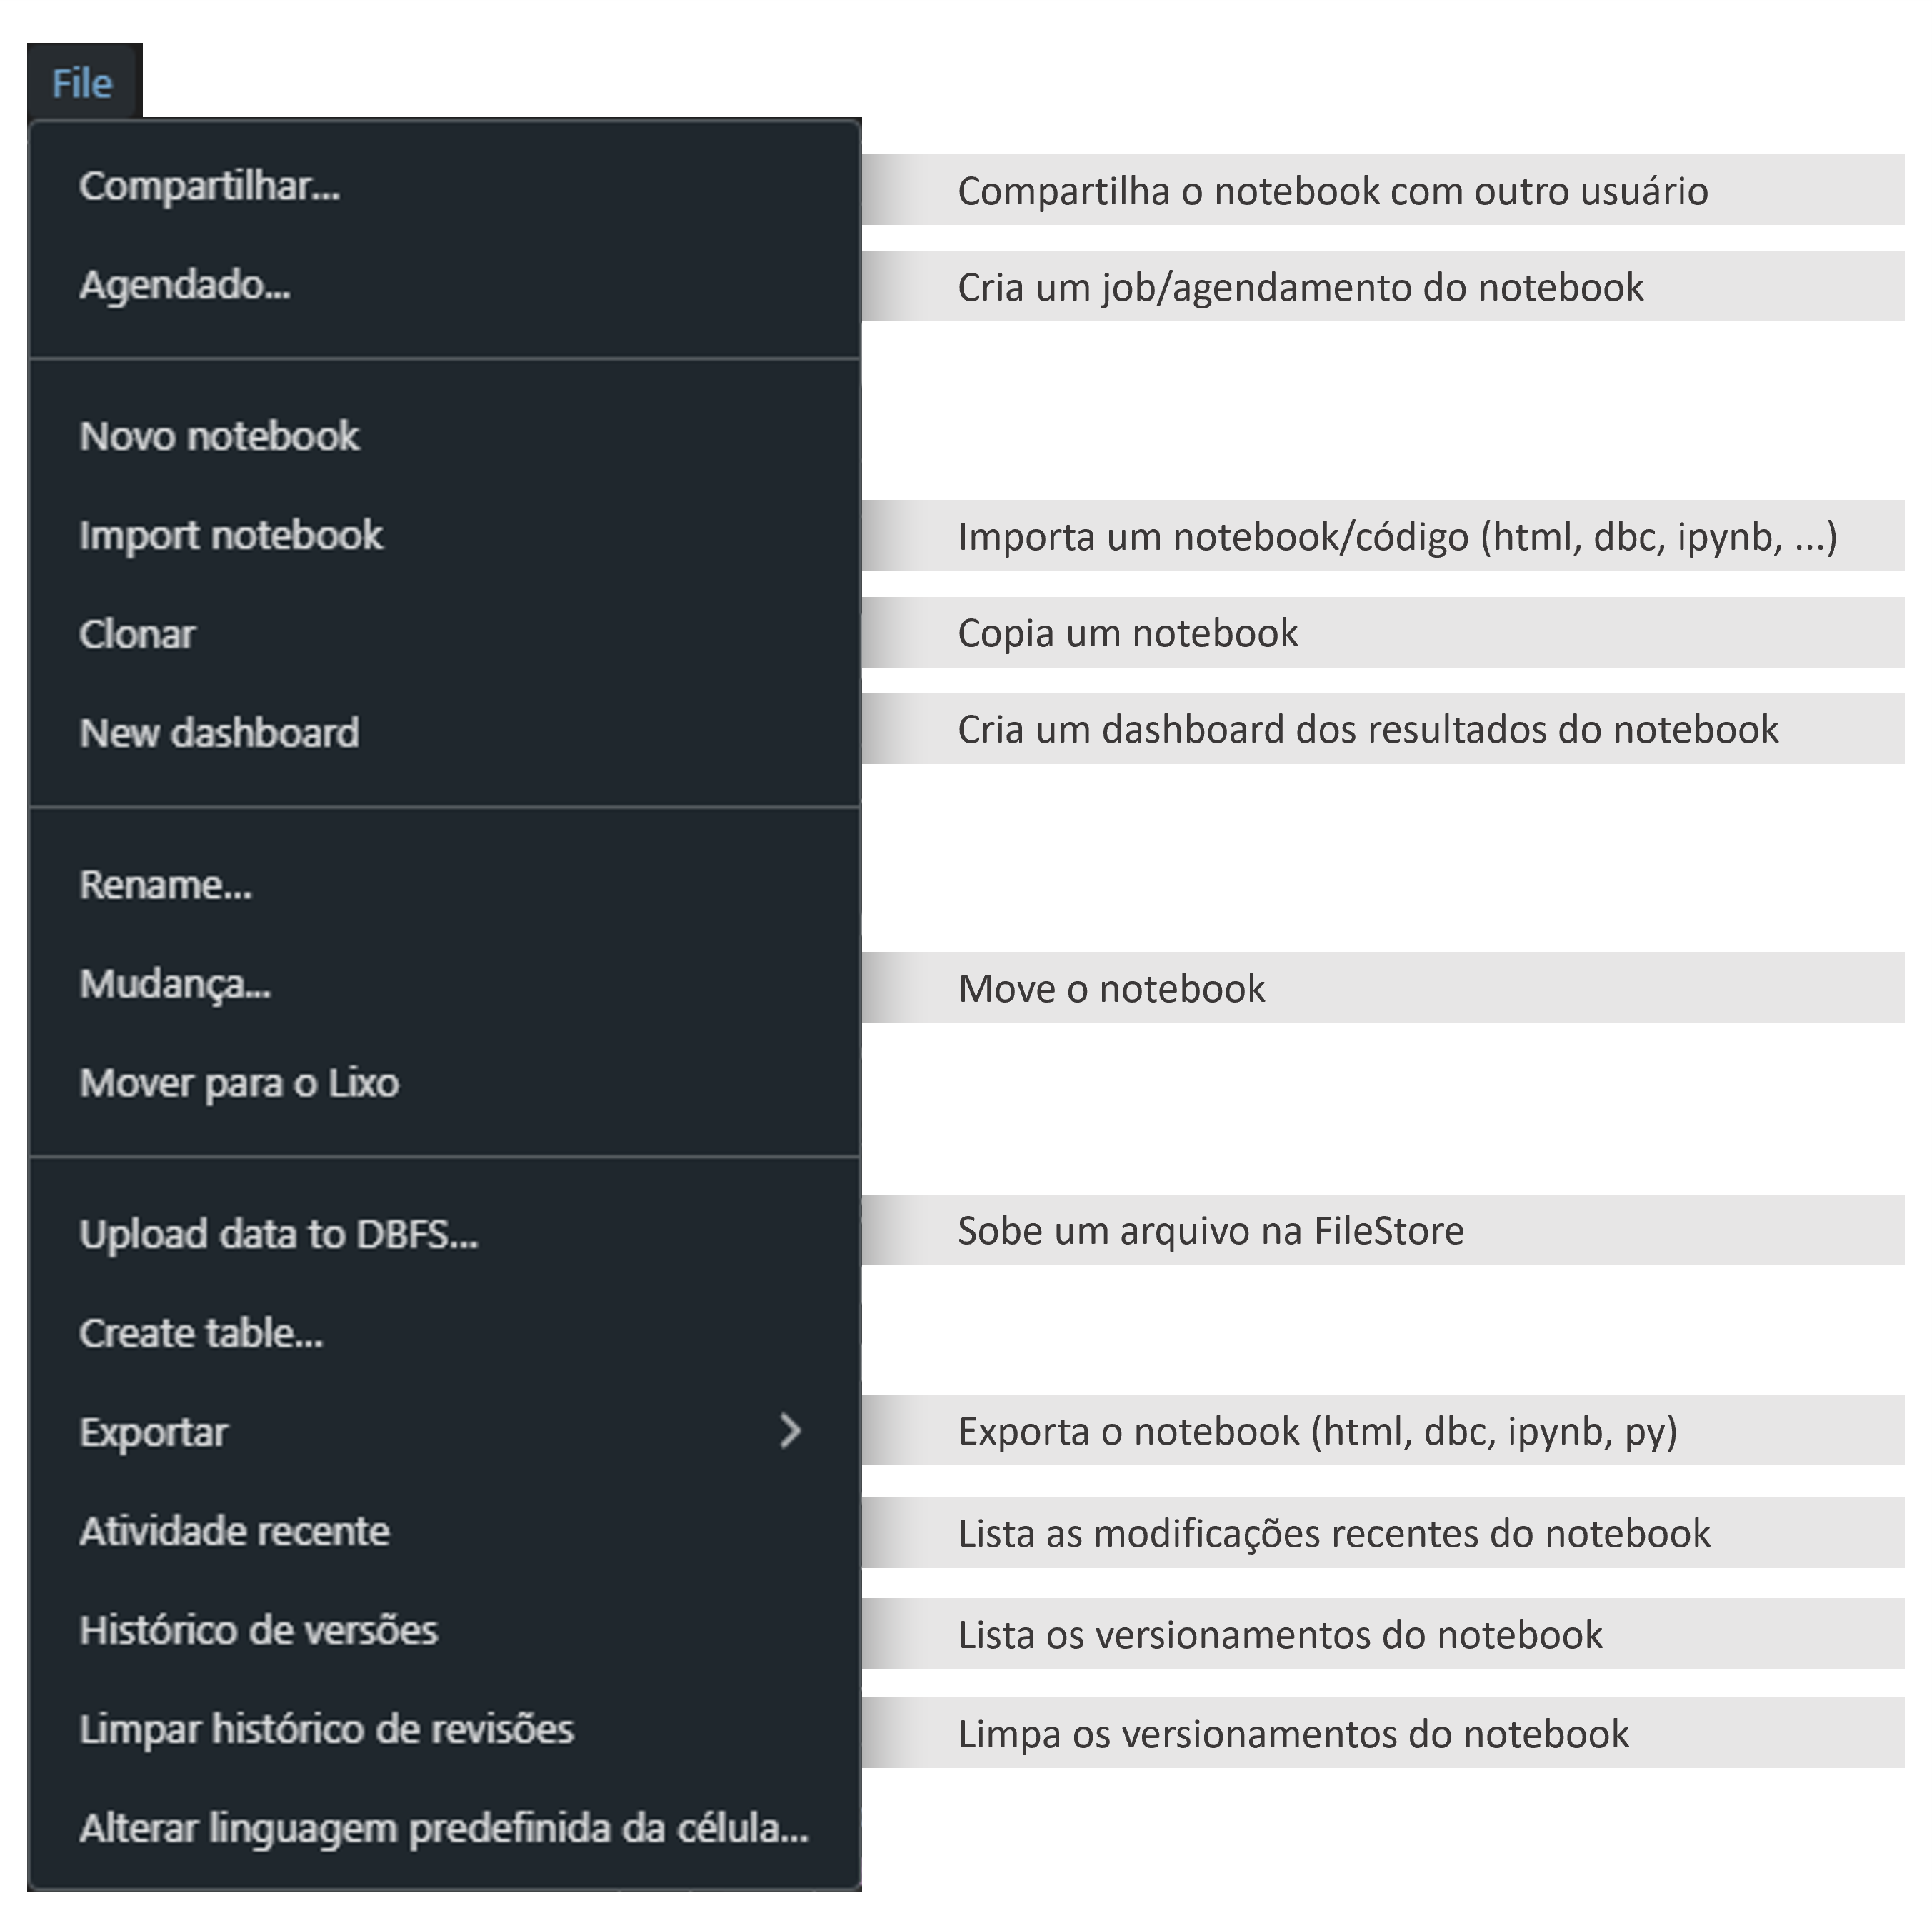 File
Compartilhar...
Compartilha o notebook com outro usuário
Agendado...
Cria um job/agendamento do notebook
Novo notebook
Import notebook
Importa um notebook/código (html, dbc, ipynb, ...)
Clonar
Copia um notebook
New dashboard
Cria um dashboard dos resultados do notebook
Rename...
Mudança...
Move o notebook
Mover para o Lixo
Upload data to DBFS...
Sobe um arquivo na FileStore
Create table...
Exportar
Exporta o notebook (html, dbc, ipynb, py)
Atividade recente
Lista as modificações recentes do notebook
Histórico de versões
Lista os versionamentos do notebook
Limpar histórico de revisões
Limpa os versionamentos do notebook
Alterar linguagem predefinida da célula...